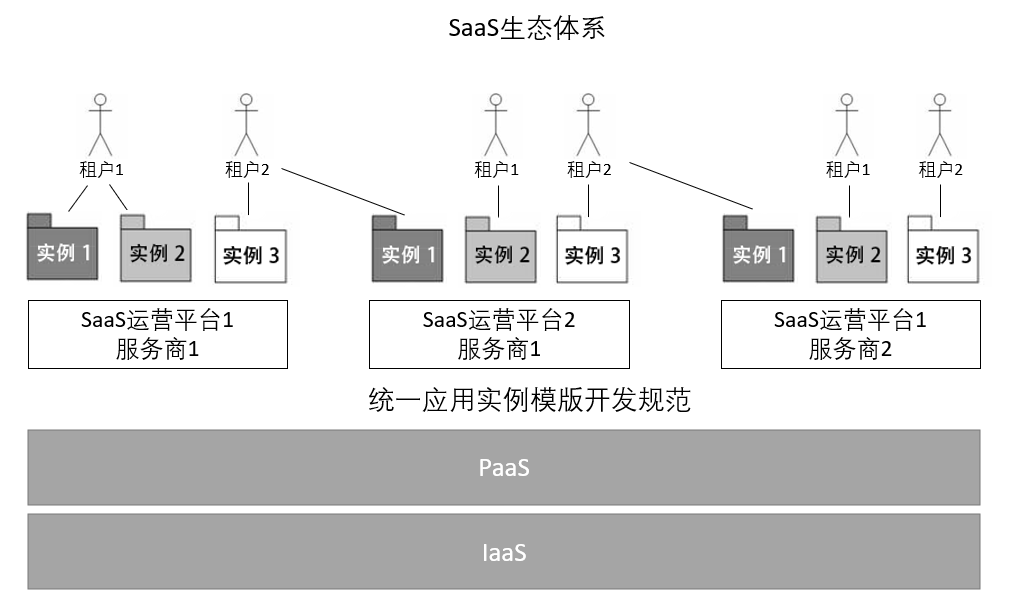 SaaS生态体系
租户1
租户2
租户1
租户2
租户1
租户2
实例 1
实例 2
实例 3
实例 1
实例 2
实例 3
实例 1
实例 2
实例 3
SaaS运营平台1
服务商1
SaaS运营平台2
服务商1
SaaS运营平台1
服务商2
统一应用实例模版开发规范
PaaS
IaaS